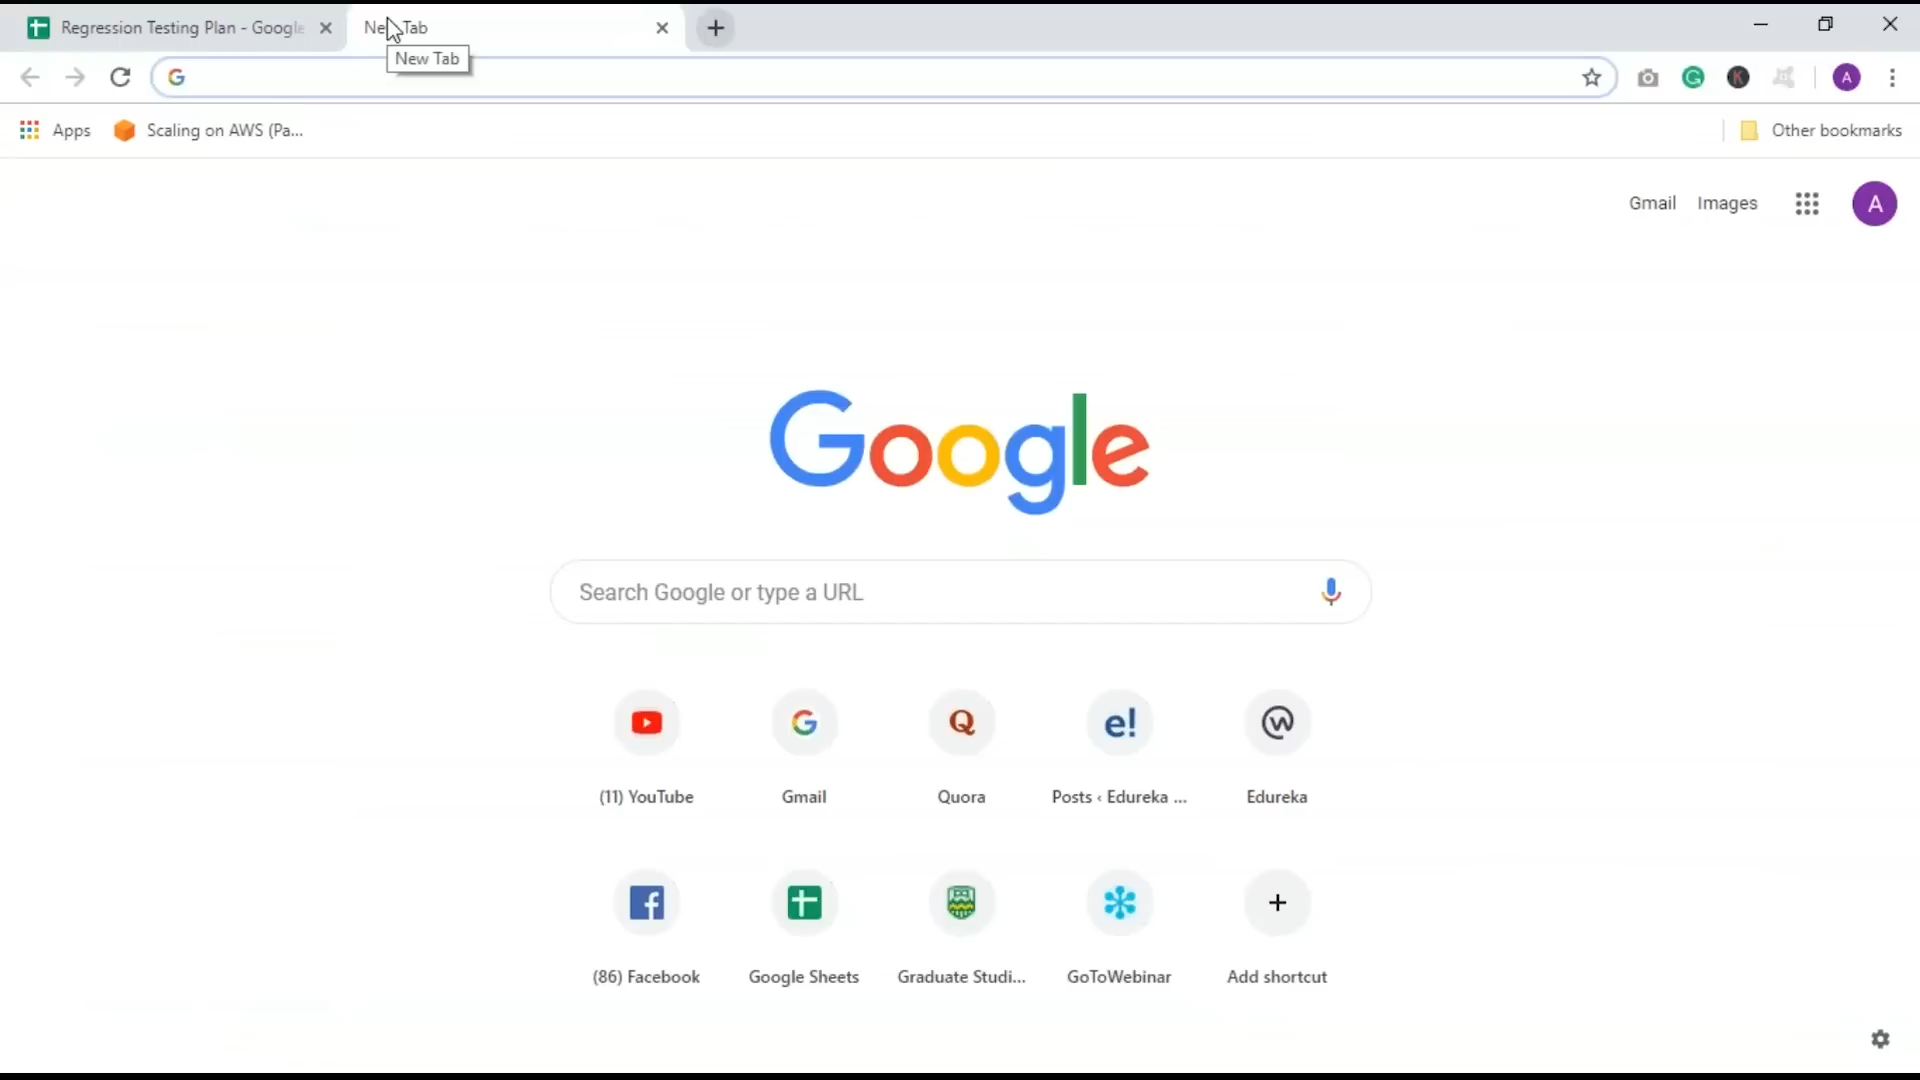 Regression Testing Plan - Google
New Tab
New Tab
Apps
Scaling on AWS (Pa...
Other bookmarks
Gmail
Images
A
A
Google
Search Google or type a URL
(11) YouTube
Gmail
Quora
Posts ‹ Edureka ...
Edureka
(86) Facebook
Google Sheets
Graduate Studi...
GoToWebinar
Add shortcut